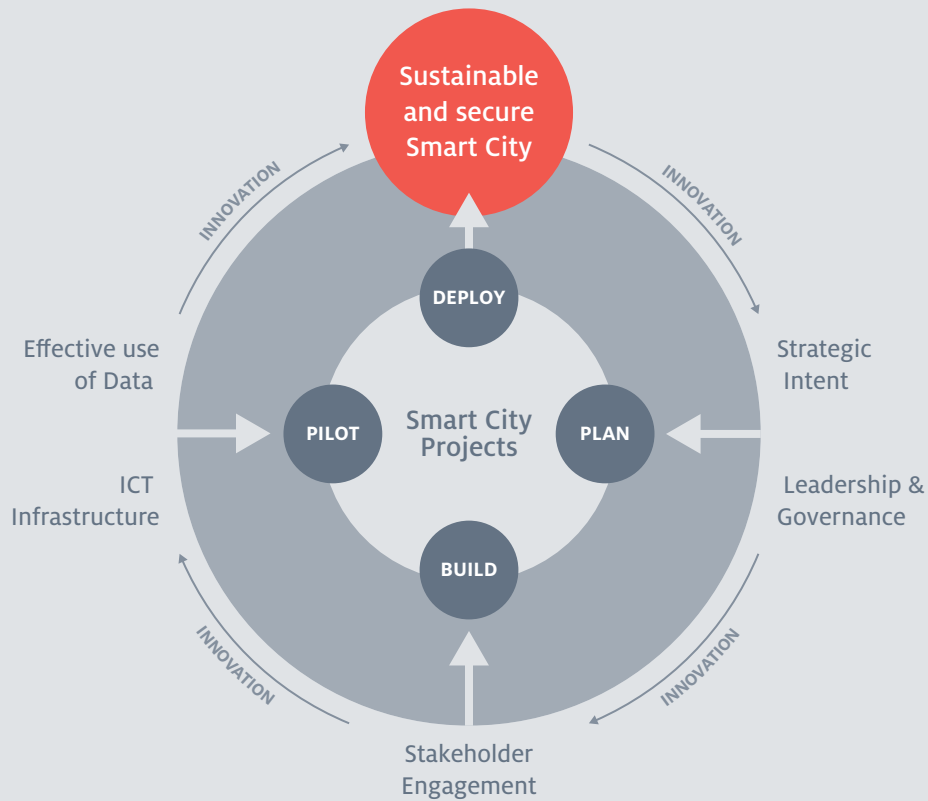 Sustainable
and secure
Smart City
INNOVATION
INNOVATION
DEPLOY
Effective use
of Data
Strategic
Intent
PILOT
Smart City
Projects
PLAN
ICT
Infrastructure
Leadership &
Governance
BUILD
INNOVATION
INNOVATION
Stakeholder
Engagement